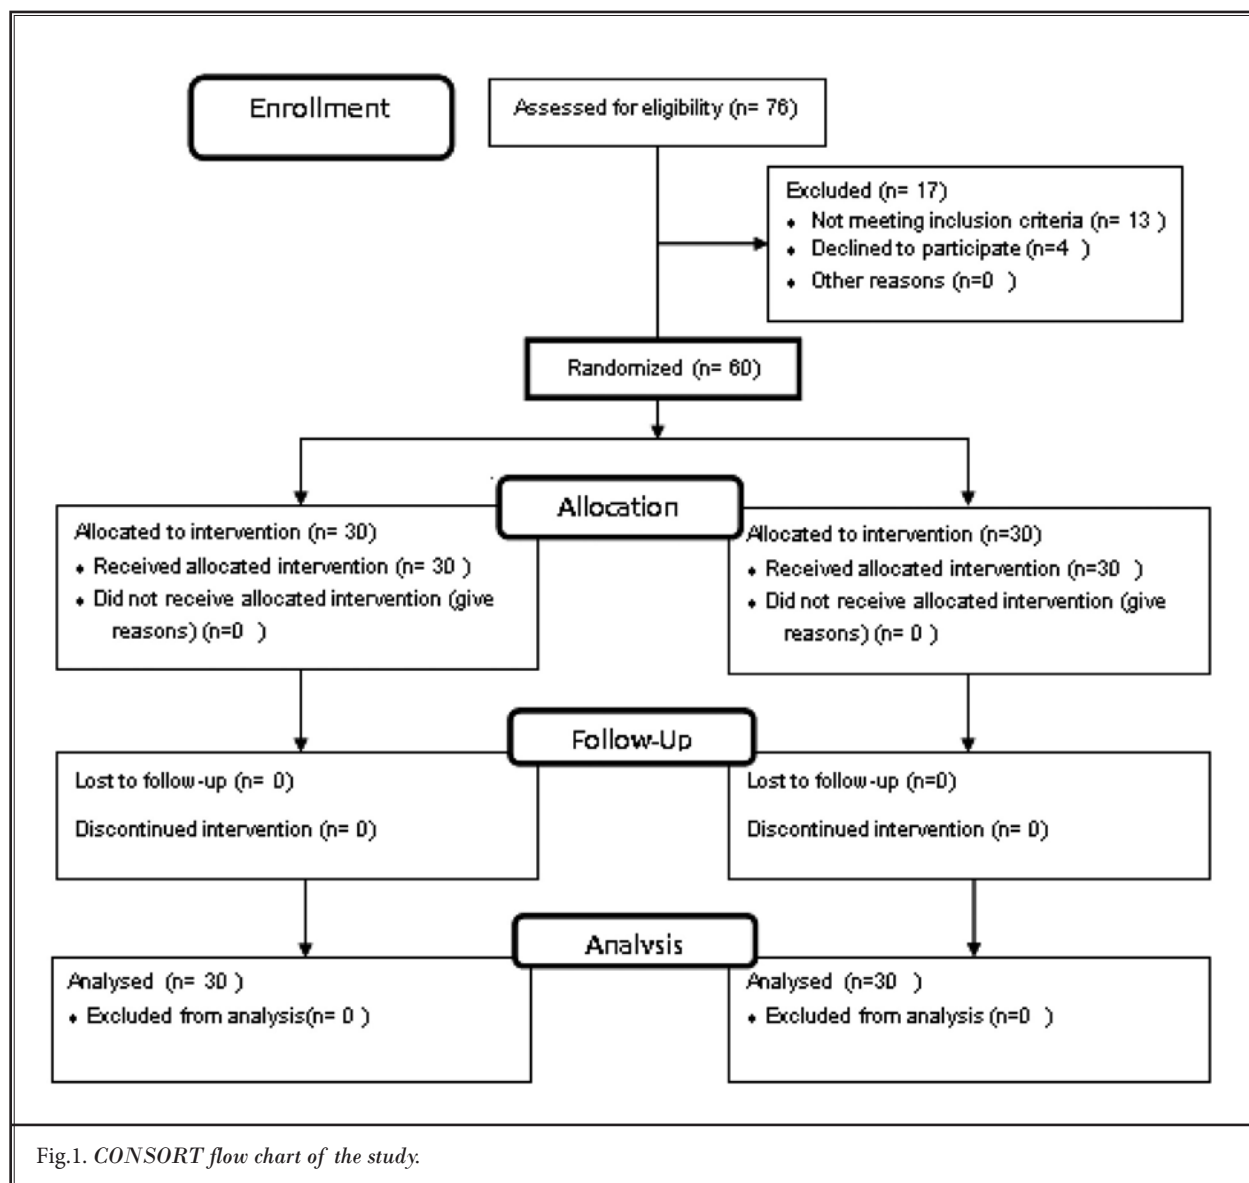 Enrollment
Assessed for eligibility (n= 76)
Excluded (n= 17)
♦ Not meeting inclusion criteria (n= 13 )
♦ Declined to participate (n=4 )
♦ Other reasons (n=0 )
Randomized (n= 60)
Allocation
Allocated to intervention (n= 30)
♦ Received allocated intervention (n= 30 )
♦ Did not receive allocated intervention (give
reasons) (n=0 )
Allocated to intervention (n=30)
♦ Received allocated intervention (n=30 )
♦ Did not receive allocated intervention (give
reasons) (n= 0 )
Follow-Up
Lost to follow-up (n= 0)
Discontinued intervention (n= 0)
Lost to follow-up (n=0)
Discontinued intervention (n= 0)
Analysis
Analysed (n= 30 )
♦ Excluded from analysis(n= 0 )
Analysed (n=30 )
♦ Excluded from analysis (n=0 )
Fig.1. CONSORT flow chart of the study.